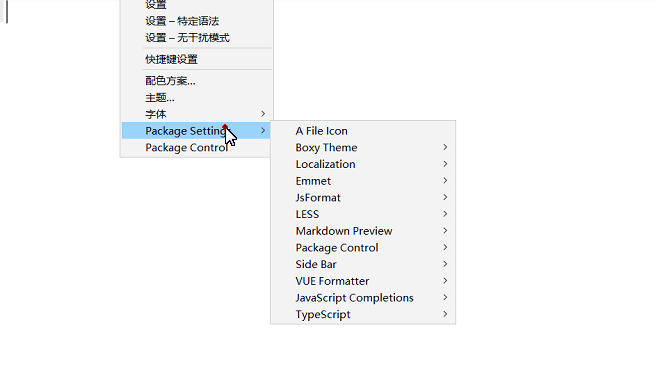 设置
设置 – 特定语法
设置 – 无干扰模式
快捷键设置
配色方案...
主题...
字体
Package Setting
Package Control
A File Icon
Boxy Theme
Localization
Emmet
JsFormat
LESS
Markdown Preview
Package Control
Side Bar
VUE Formatter
JavaScript Completions
TypeScript